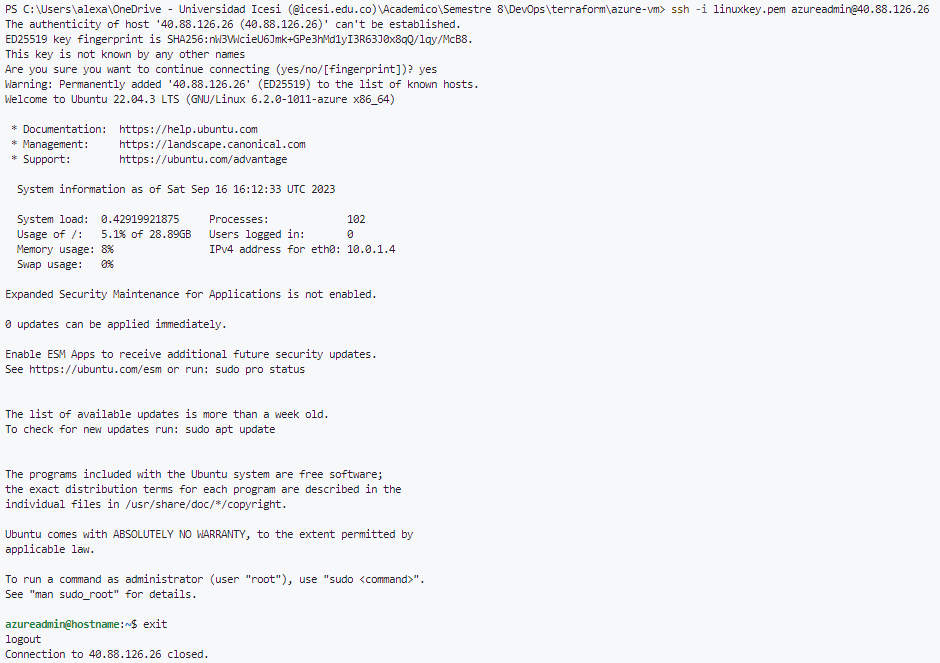 PS C:\Users\alexa\OneDrive - Universidad Icesi (@icesi.edu.co)\Academico\Semestre 8\DevOps\terraform\azure-vm> ssh -i linuxkey.pem azureadmin@40.88.126.26
The authenticity of host '40.88.126.26 (40.88.126.26)' can't be established.
ED25519 key fingerprint is SHA256:nW3VWcieU6Jmk+GPe3hMd1yI3R63J0x8qQ/lqy/McB8.
This key is not known by any other names
Are you sure you want to continue connecting (yes/no/[fingerprint])? yes
Warning: Permanently added '40.88.126.26' (ED25519) to the list of known hosts.
Welcome to Ubuntu 22.04.3 LTS (GNU/Linux 6.2.0-1011-azure x86_64)
* Documentation: https://help.ubuntu.com
* Management: https://landscape.canonical.com
* Support: https://ubuntu.com/advantage
System information as of Sat Sep 16 16:12:33 UTC 2023
System load: 0.42919921875 Processes: 102
Usage of /: 5.1% of 28.89GB Users logged in: 0
Memory usage: 8% IPv4 address for eth0: 10.0.1.4
Swap usage: 0%
Expanded Security Maintenance for Applications is not enabled.
0 updates can be applied immediately.
Enable ESM Apps to receive additional future security updates.
See https://ubuntu.com/esm or run: sudo pro status
The list of available updates is more than a week old.
To check for new updates run: sudo apt update
The programs included with the Ubuntu system are free software;
the exact distribution terms for each program are described in the
individual files in /usr/share/doc/*/copyright.
Ubuntu comes with ABSOLUTELY NO WARRANTY, to the extent permitted by
applicable law.
To run a command as administrator (user "root"), use "sudo <command>".
See "man sudo_root" for details.
azureadmin@hostname:~$ exit
logout
Connection to 40.88.126.26 closed.